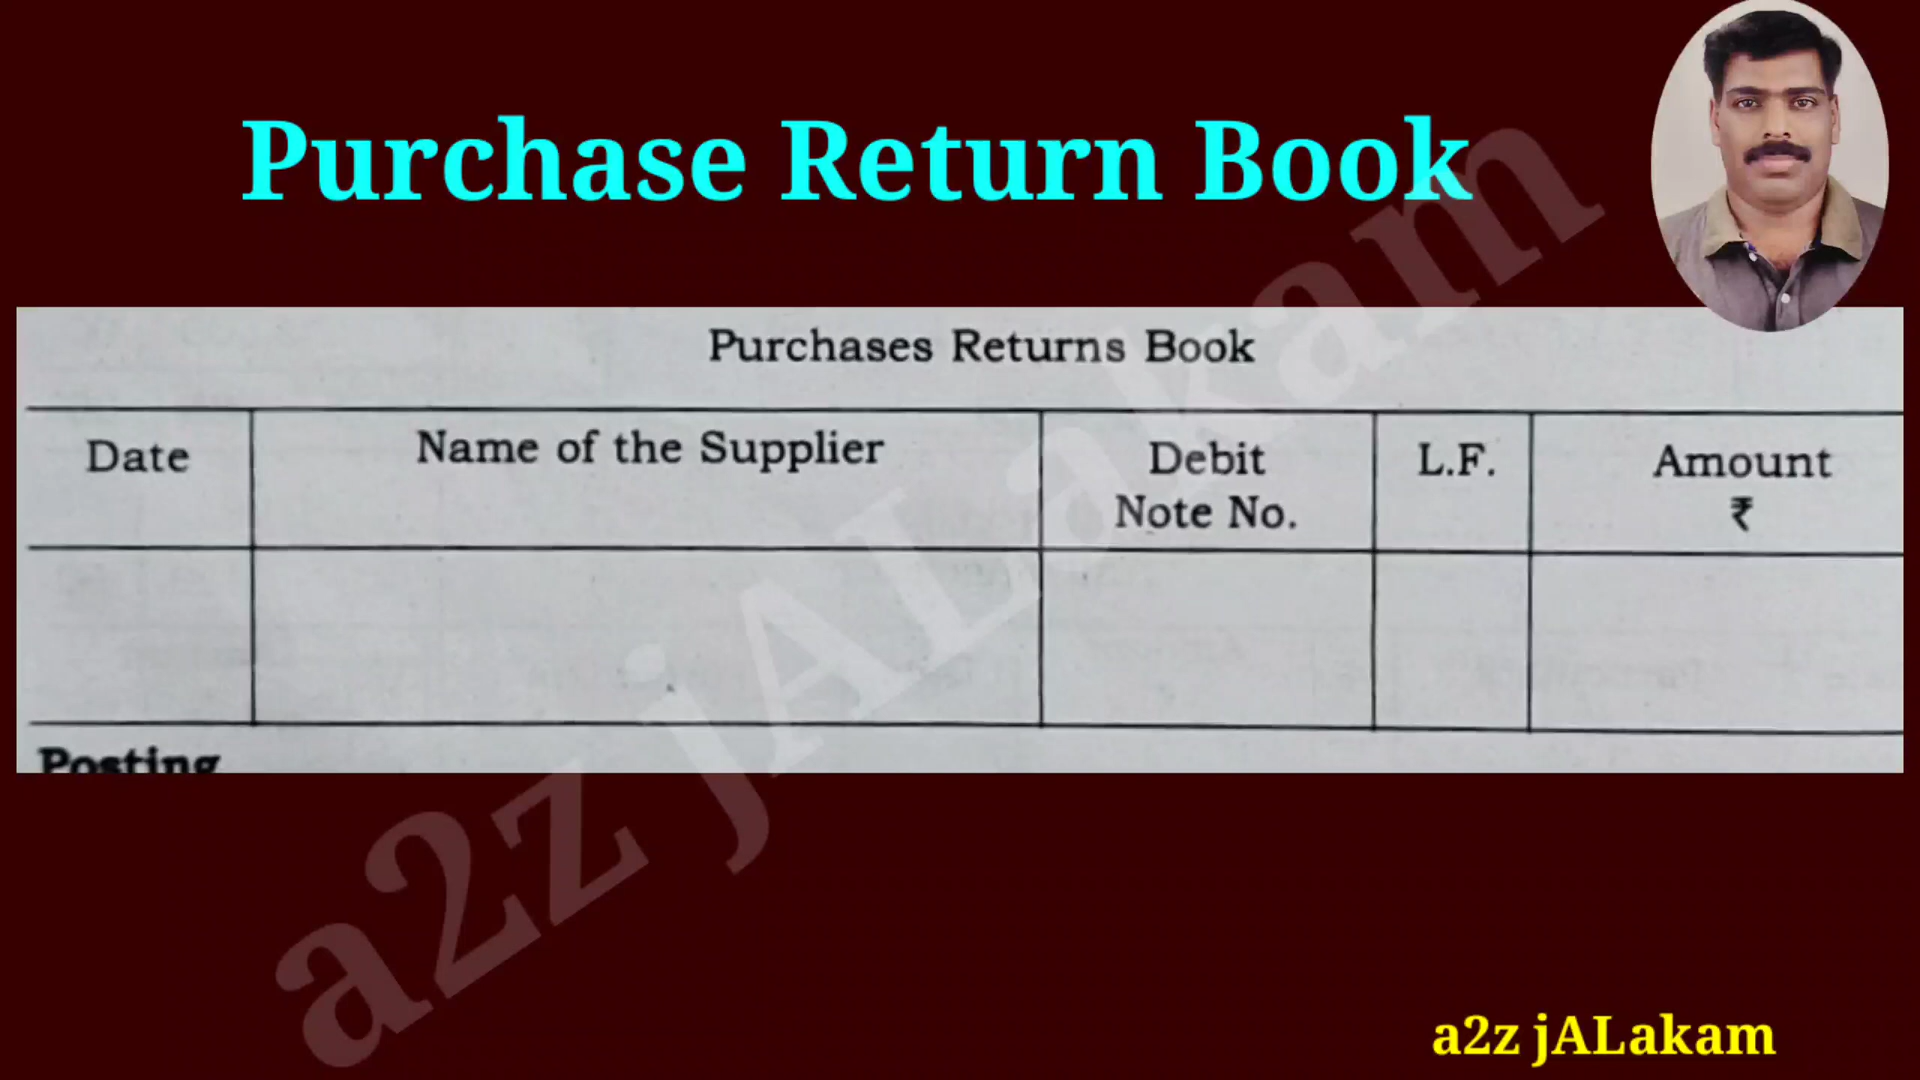 Purchase Return Book
Purchases Returns Book
Date
Name of the Supplier
Debit
Note No.
L.F.
Amount
₹
Posting
a2z jALakam
a2z jALakam